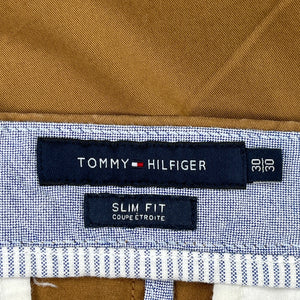 TOMMY HILFIGER
30
30
SLIM FIT
COUPE ÉTROITE